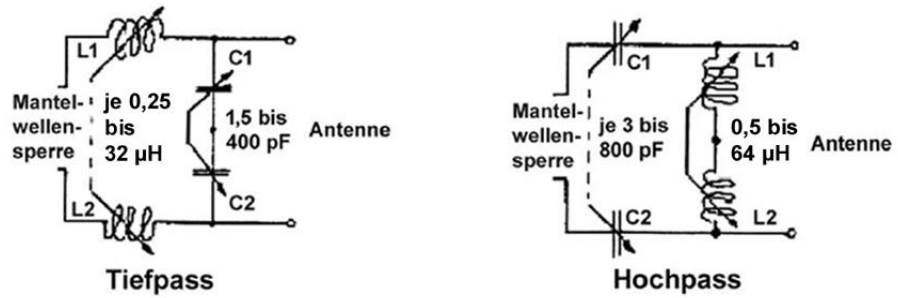 L1
C1
Mantel-
wellen-
sperre
je 0,25
bis
32 µH
1,5 bis
400 pF
Antenne
L2
C2
Tiefpass
C1
L1
Mantel-
wellen-
sperre
je 3 bis
800 pF
0,5 bis
64 µH
Antenne
C2
L2
Hochpass